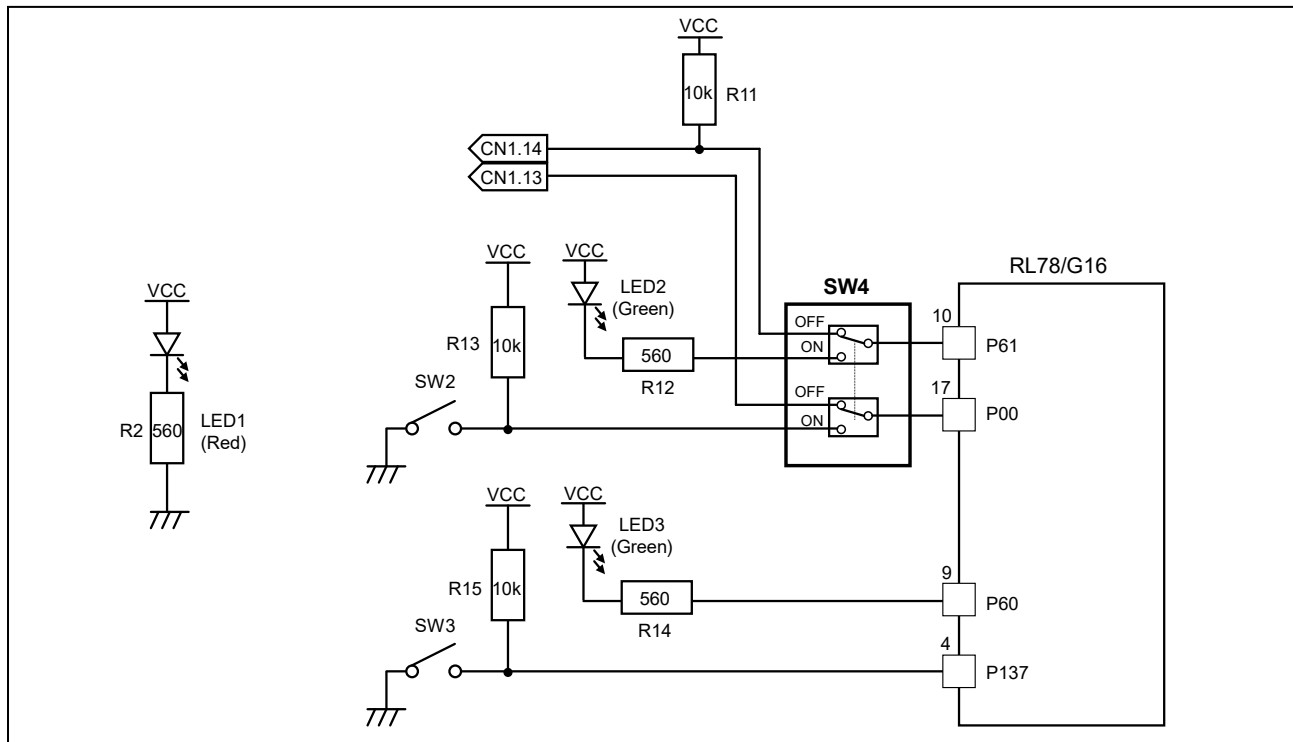 VCC
10k
R11
CN1.14
CN1.13
VCC
VCC
RL78/G16
LED2
(Green)
SW4
VCC
OFF
10
P61
R13
10k
ON
560
R12
SW2
OFF
17
P00
R2
560
LED1
(Red)
ON
VCC
VCC
LED3
(Green)
R15
10k
560
R14
9
P60
SW3
4
P137